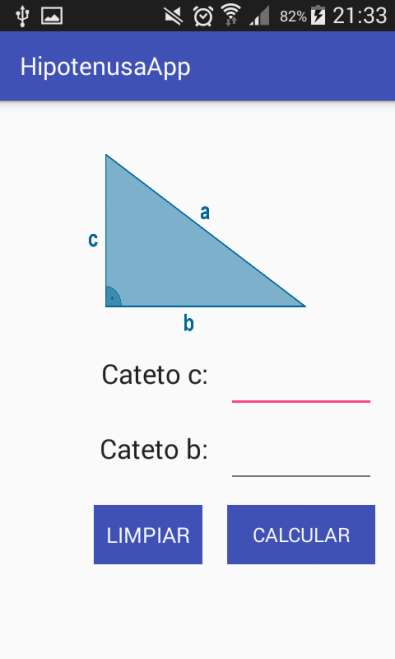 82% 21:33
HipotenusaApp
a
c
b
Cateto c:
Cateto b:
LIMPIAR CALCULAR